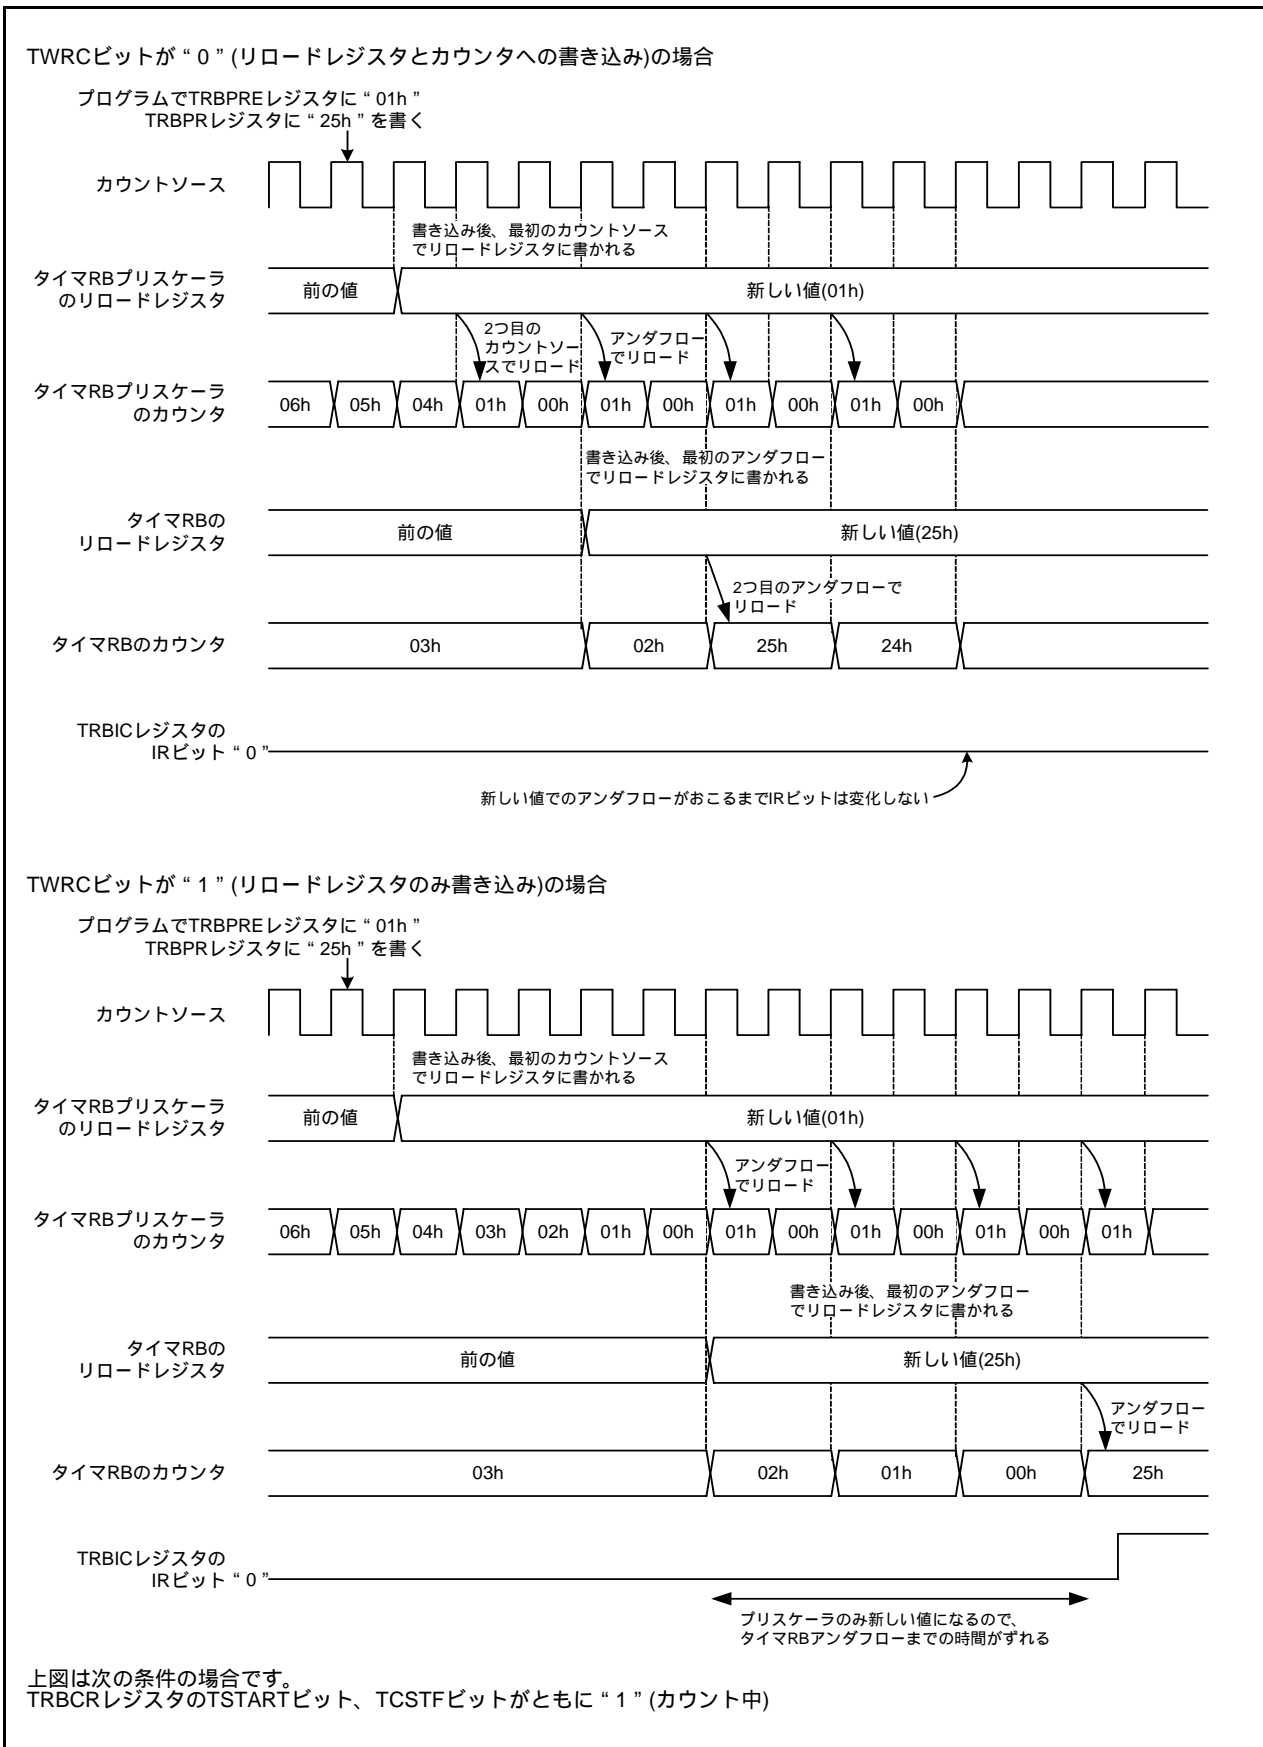 TWRCビットが“ 0 ” (リロードレジスタとカウンタへの書き込み)の場合
プログラムでTRBPREレジスタに“ 01h ”
TRBPRレジスタに“ 25h ” を書く
カウントソース
書き込み後、最初のカウントソース
でリロードレジスタに書かれる
タイマRBプリスケーラ
のリロードレジスタ
前の値
新しい値(01h)
2つ目の
カウントソー
スでリロード
アンダフロー
でリロード
タイマRBプリスケーラ
のカウンタ
06h 05h 04h 01h 00h 01h 00h 01h 00h 01h 00h
書き込み後、最初のアンダフロー
でリロードレジスタに書かれる
タイマRBの
リロードレジスタ
前の値
新しい値(25h)
2つ目のアンダフローで
リロード
タイマRBのカウンタ
03h 02h 25h 24h
TRBICレジスタの
IRビット “ 0 ”
新しい値でのアンダフローがおこるまでIRビットは変化しない
TWRCビットが“ 1 ” (リロードレジスタのみ書き込み)の場合
プログラムでTRBPREレジスタに“ 01h ”
TRBPRレジスタに“ 25h ” を書く
カウントソース
書き込み後、最初のカウントソース
でリロードレジスタに書かれる
タイマRBプリスケーラ
のリロードレジスタ
前の値
新しい値(01h)
アンダフロー
でリロード
タイマRBプリスケーラ
のカウンタ
06h 05h 04h 03h 02h 01h 00h 01h 00h 01h 00h 01h 00h 01h
書き込み後、最初のアンダフロー
でリロードレジスタに書かれる
タイマRBの
リロードレジスタ
前の値
新しい値(25h)
アンダフロー
でリロード
タイマRBのカウンタ
03h 02h 01h 00h 25h
TRBICレジスタの
IRビット “ 0 ”
プリスケーラのみ新しい値になるので、
タイマRBアンダフローまでの時間がずれる
上図は次の条件の場合です。
TRBCRレジスタのTSTARTビット、TCSTFビットがともに“ 1 ” (カウント中)